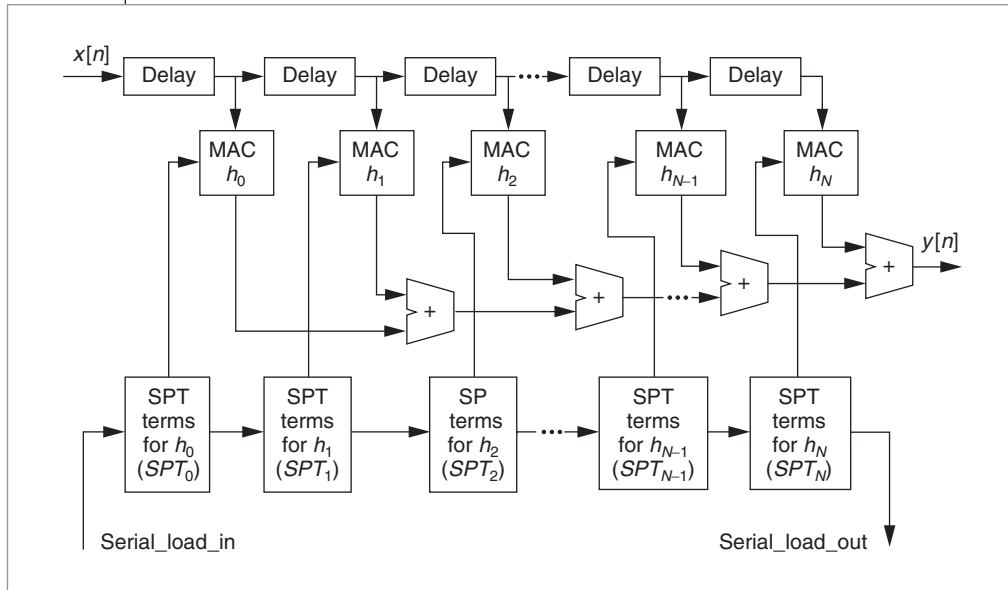 x[n]
Delay
Delay
Delay
...
Delay
Delay
MAC
h0
MAC
h1
MAC
h2
MAC
hN–1
MAC
hN
y[n]
+
+
...
+
+
SPT
terms
for h0
(SPT0)
SPT
terms
for h1
(SPT1)
SP
terms
for h2
(SPT2)
...
SPT
terms
for hN–1
(SPTN–1)
SPT
terms
for hN
(SPTN)
Serial_load_in
Serial_load_out